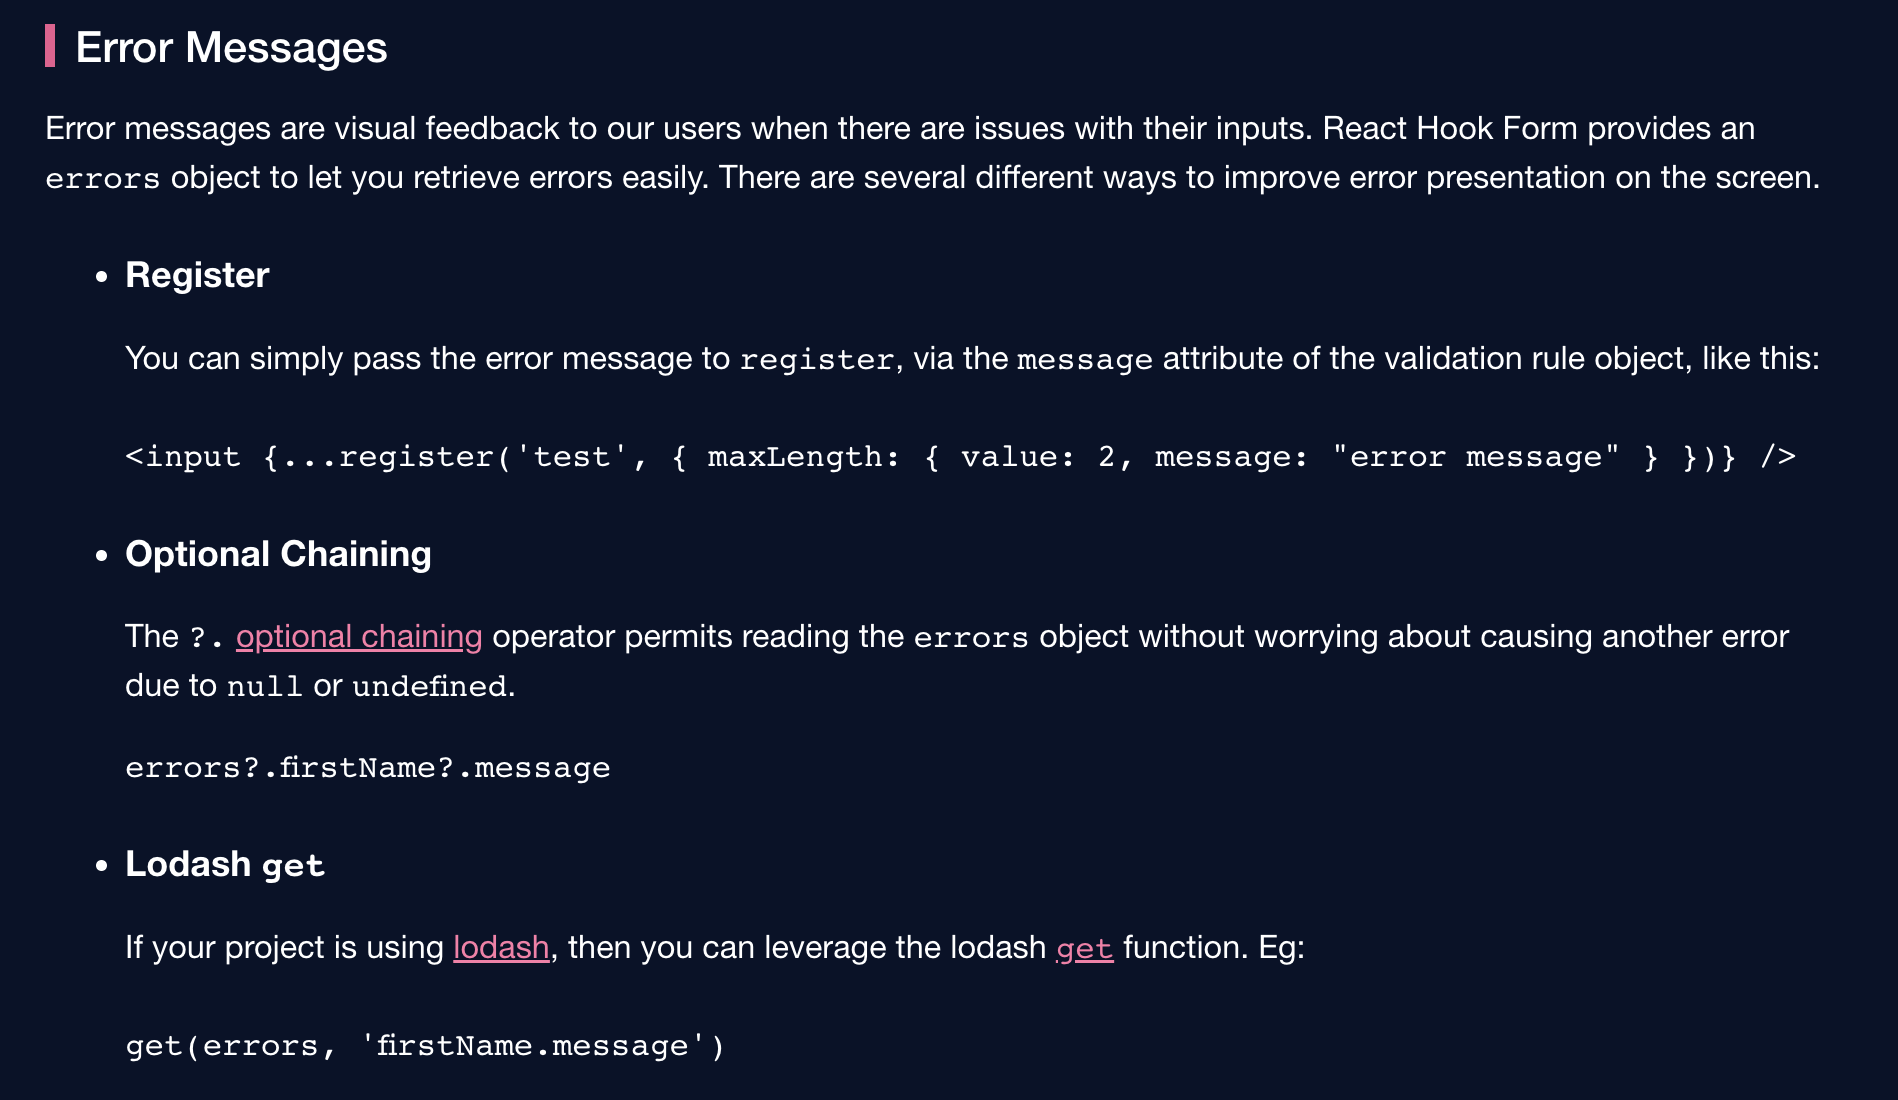 Error Messages
Error messages are visual feedback to our users when there are issues with their inputs. React Hook Form provides an
errors object to let you retrieve errors easily. There are several different ways to improve error presentation on the screen.
• Register
You can simply pass the error message to register, via the message attribute of the validation rule object, like this:
<input {...register('test', { maxLength: { value: 2, message: "error message" } })} />
• Optional Chaining
The ?. optional chaining operator permits reading the errors object without worrying about causing another error
due to null or undefined.
errors?.firstName?.message
• Lodash get
If your project is using lodash, then you can leverage the lodash get function. Eg:
get(errors, 'firstName.message')